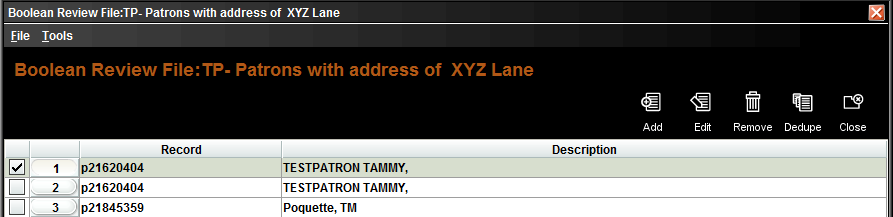 Boolean Review File:TP- Patrons with address of  XYZ Lane
File Tools
Boolean Review File:TP- Patrons with address of  XYZ Lane
Add Edit Remove Dedupe Close
Record Description
1 p21620404 TESTPATRON TAMMY,
2 p21620404 TESTPATRON TAMMY,
3 p21845359 Poquette, TM